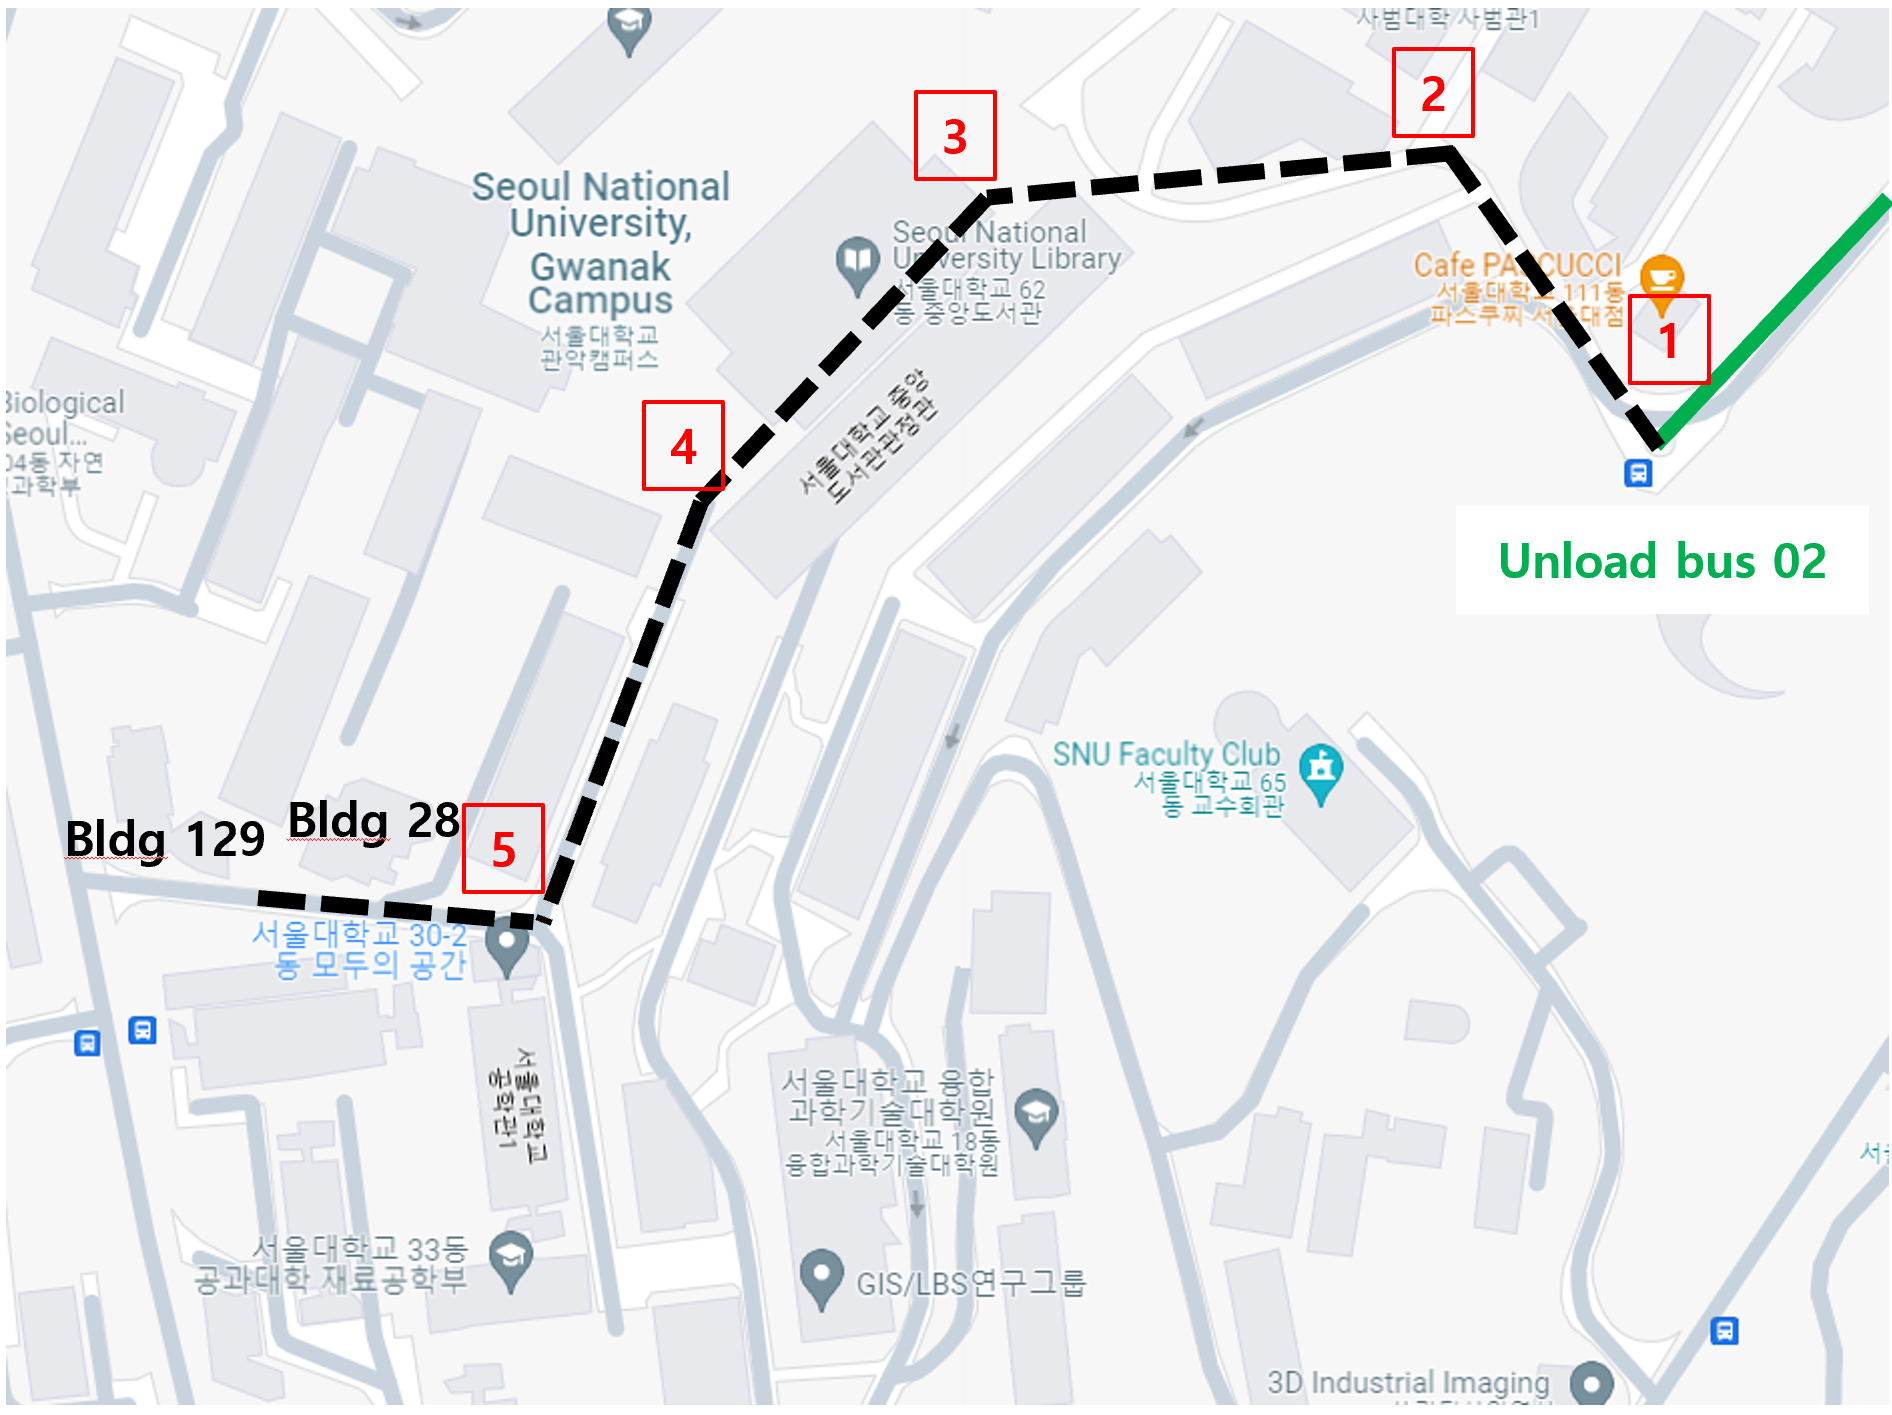 사범대학 사범관1
2
3
Seoul National
University,
Gwanak
Campus
서울대학교
관악캠퍼스
Seoul National
University Library
서울대학교 62
동 중앙도서관
Cafe PASCUCCI
서울대학교 111동
파스쿠찌 서울대점
1
서울대학교 중앙
도서관관정관
4
Biological
Seoul...
04동 자연
과학부
Unload bus 02
SNU Faculty Club
서울대학교 65
동 교수회관
Bldg 129
Bldg 28
5
서울대학교 30-2
동 모두의 공간
서울대학교
공학관1
서울대학교 융합
과학기술대학원
서울대학교 18동
융합과학기술대학원
서울대학교 33동
공과대학 재료공학부
GIS/LBS연구그룹
3D Industrial Imaging